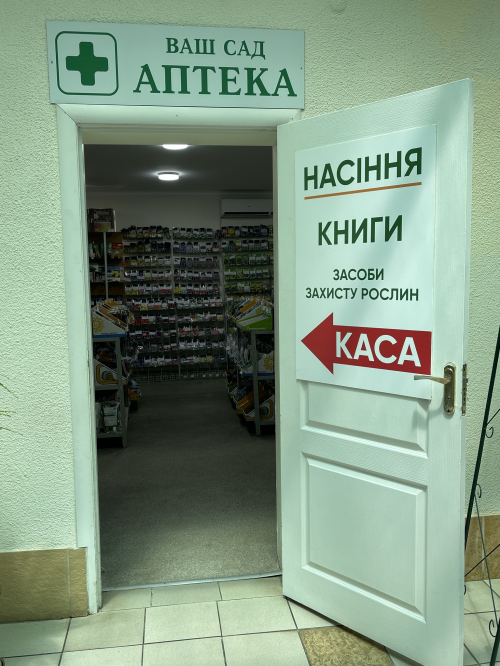 ВАШ САД
АПТЕКА
НАСІННЯ
КНИГИ
ЗАСОБИ
ЗАХИСТУ РОСЛИН
КАСА